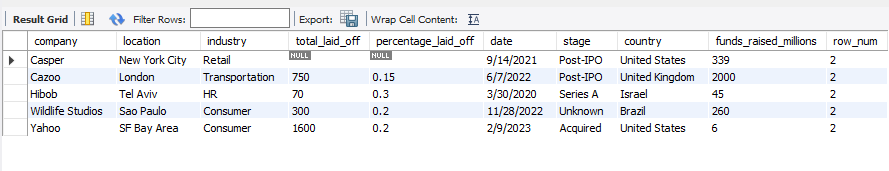 Result Grid Filter Rows: Export: Wrap Cell Content: IA
company location industry total_laid_off percentage_laid_off date stage country funds_raised_millions row_num
Casper New York City Retail NULL NULL 9/14/2021 Post-IPO United States 339 2
Cazoo London Transportation 750 0.15 6/7/2022 Post-IPO United Kingdom 2000 2
Hibob Tel Aviv HR 70 0.3 3/30/2020 Series A Israel 45 2
Wildlife Studios Sao Paulo Consumer 300 0.2 11/28/2022 Unknown Brazil 260 2
Yahoo SF Bay Area Consumer 1600 0.2 2/9/2023 Acquired United States 6 2